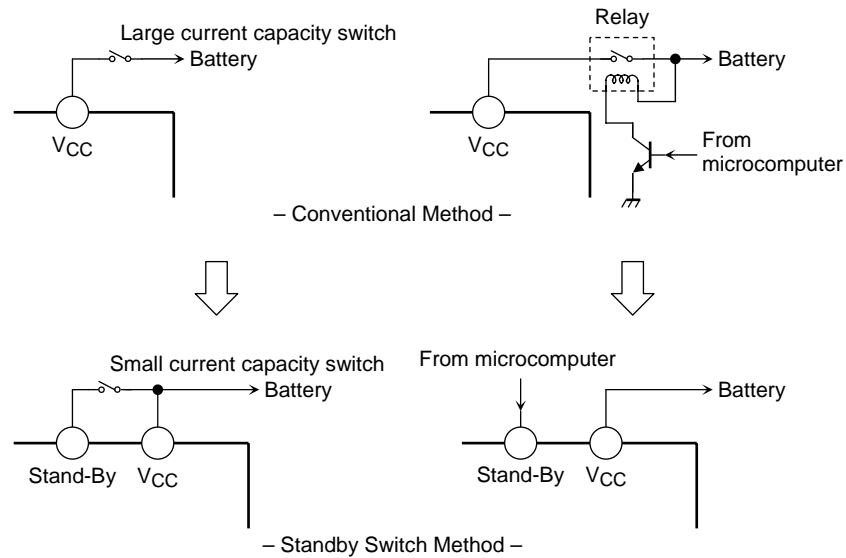 Large current capacity switch
Battery
VCC
Relay
Battery
VCC
From
microcomputer
– Conventional Method –
Small current capacity switch
Battery
Stand-By
VCC
From microcomputer
Battery
Stand-By
VCC
– Standby Switch Method –